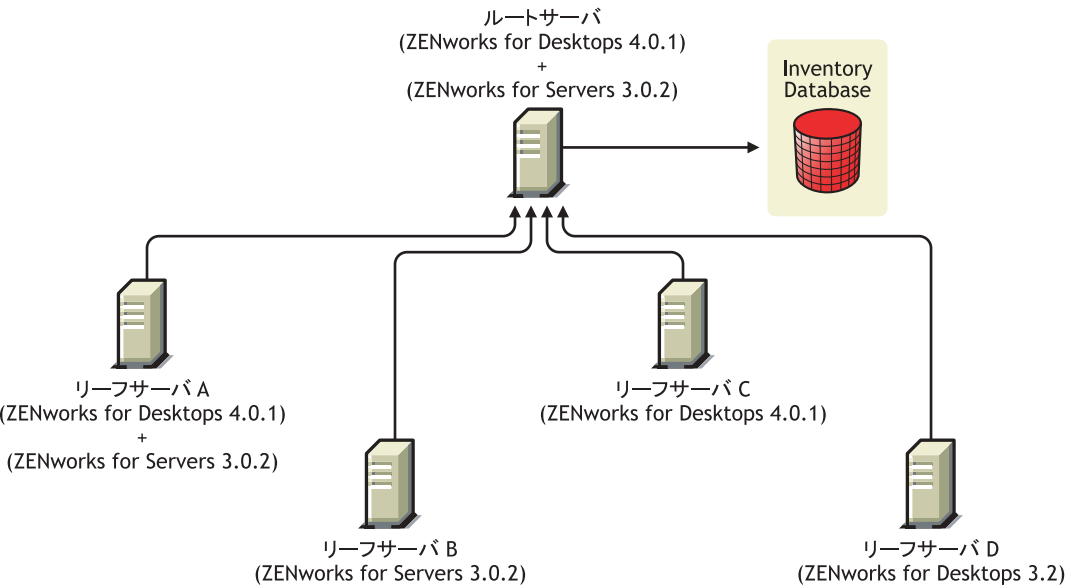 ルートサーバ
(ZENworks for Desktops 4.0.1)
+
(ZENworks for Servers 3.0.2)
Inventory
Database
リーフサーバ A
(ZENworks for Desktops 4.0.1)
+
(ZENworks for Servers 3.0.2)
リーフサーバ C
(ZENworks for Desktops 4.0.1)
リーフサーバ B
(ZENworks for Servers 3.0.2)
リーフサーバ D
(ZENworks for Desktops 3.2)